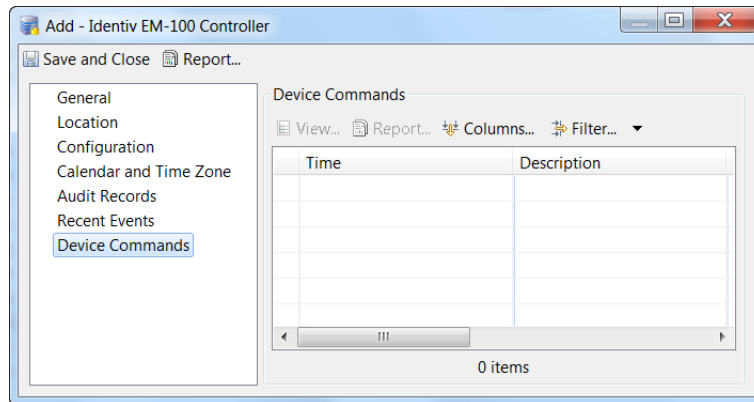 Add - Identiv EM-100 Controller
Save and Close Report...
General
Location
Configuration
Calendar and Time Zone
Audit Records
Recent Events
Device Commands
Device Commands
View... Report... Columns... Filter...
Time Description
0 items